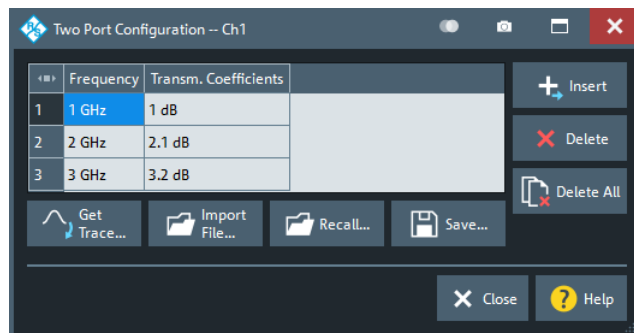 Two Port Configuration -- Ch1
Frequency Transm. Coefficients
1 1 GHz 1 dB
2 2 GHz 2.1 dB
3 3 GHz 3.2 dB
Insert
Delete
Delete All
Get
Trace...
Import
File...
Recall...
Save...
Close
Help